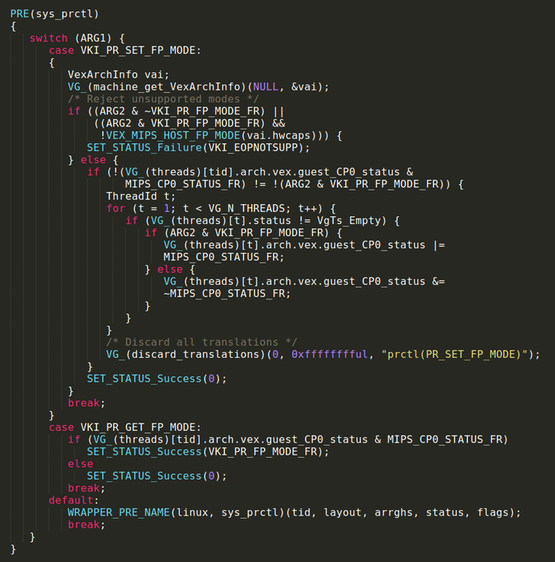 PRE(sys_prctl)
{
switch (ARG1) {
case VKI_PR_SET_FP_MODE:
{
VexArchInfo vai;
VG_(machine_get_VexArchInfo)(NULL, &vai);
/* Reject unsupported modes */
if ((ARG2 & ~VKI_PR_FP_MODE_FR) ||
((ARG2 & VKI_PR_FP_MODE_FR) &&
!VEX_MIPS_HOST_FP_MODE(vai.hwcaps))) {
SET_STATUS_Failure(VKI_EOPNOTSUPP);
} else {
if (!(VG_(threads)[tid].arch.vex.guest_CP0_status &
MIPS_CP0_STATUS_FR) != !(ARG2 & VKI_PR_FP_MODE_FR)) {
ThreadId t;
for (t = 1; t < VG_N_THREADS; t++) {
if (VG_(threads)[t].status != VgTs_Empty) {
if (ARG2 & VKI_PR_FP_MODE_FR) {
VG_(threads)[t].arch.vex.guest_CP0_status |=
MIPS_CP0_STATUS_FR;
} else {
VG_(threads)[t].arch.vex.guest_CP0_status &=
~MIPS_CP0_STATUS_FR;
}
}
}
/* Discard all translations */
VG_(discard_translations)(0, 0xfffffffful, "prctl(PR_SET_FP_MODE)");
}
SET_STATUS_Success(0);
}
break;
}
case VKI_PR_GET_FP_MODE:
if (VG_(threads)[tid].arch.vex.guest_CP0_status & MIPS_CP0_STATUS_FR)
SET_STATUS_Success(VKI_PR_FP_MODE_FR);
else
SET_STATUS_Success(0);
break;
default:
WRAPPER_PRE_NAME(linux, sys_prctl)(tid, layout, arrghs, status, flags);
break;
}
}